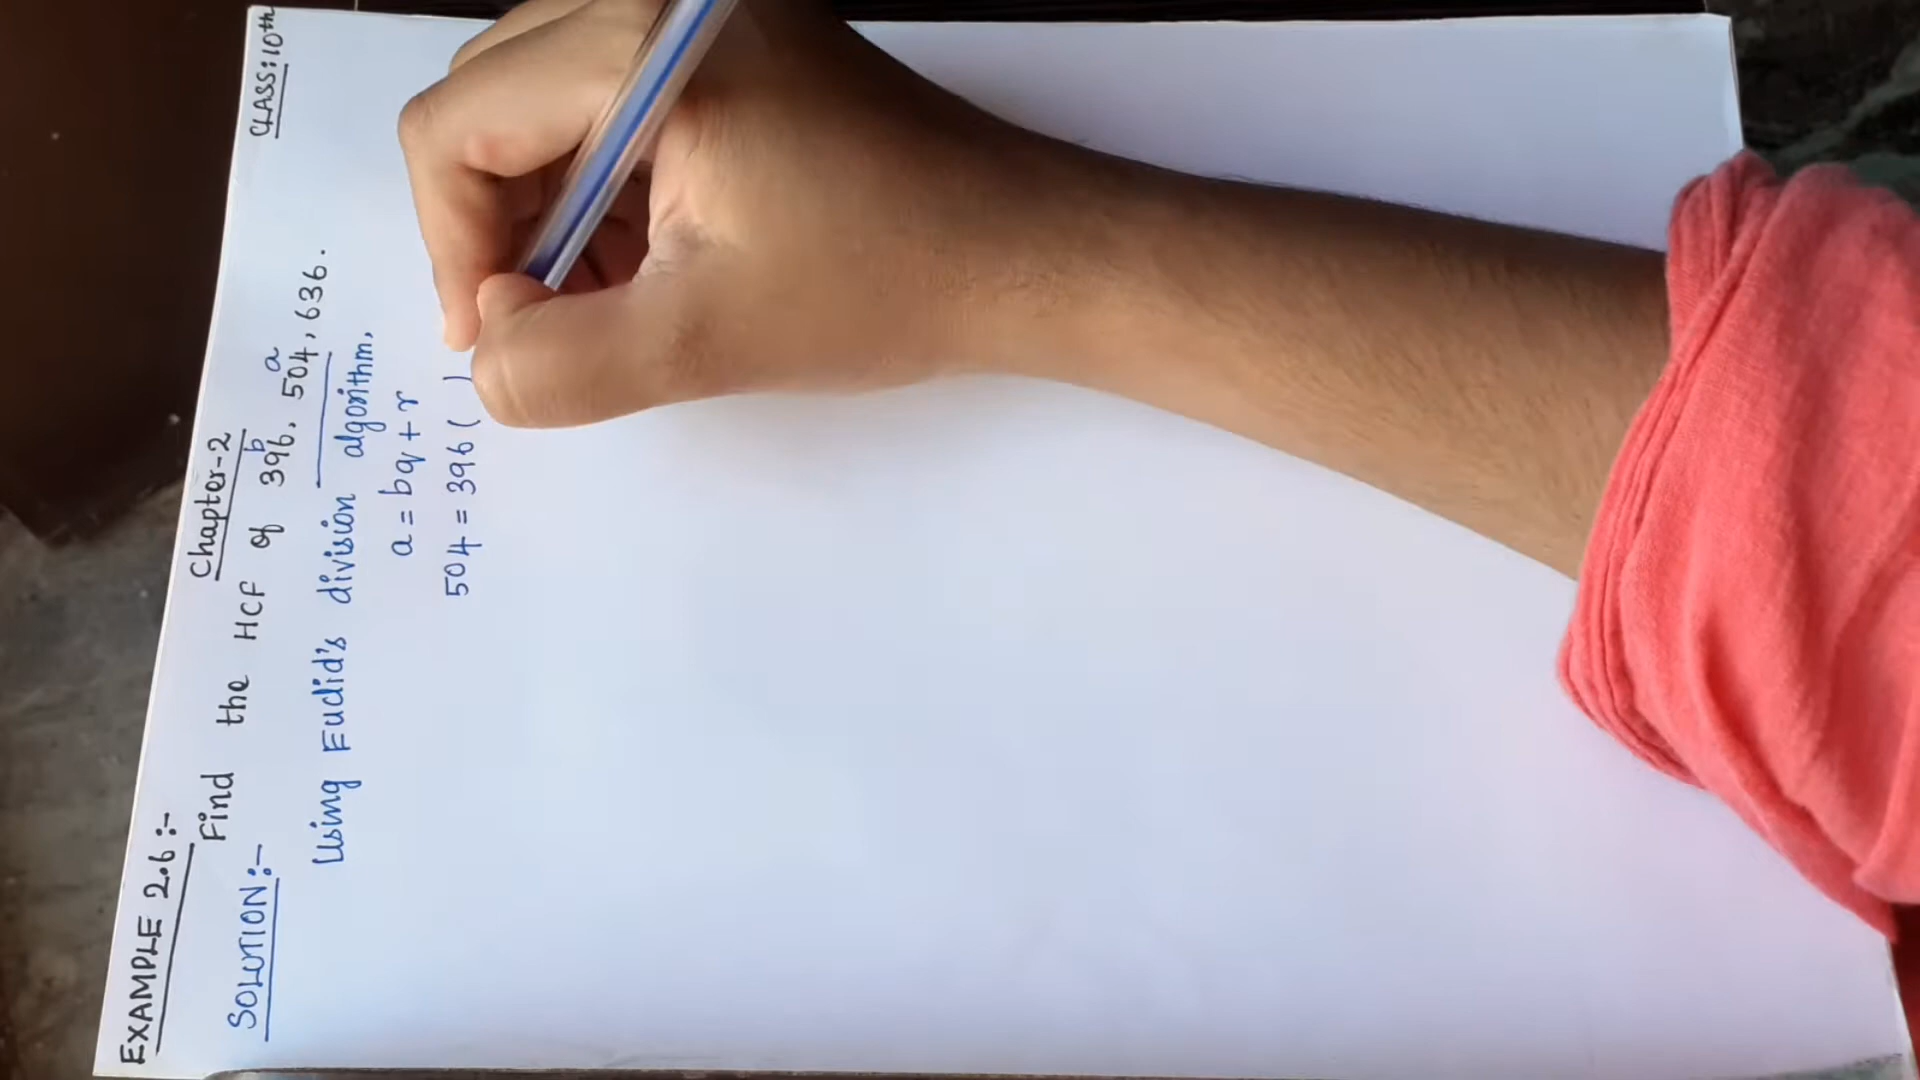 CLASS: 10th
Chapter-2
EXAMPLE 2.6 :-
Find the HCF of 396, 504, 636.
b a
SOLUTION:-
Using Euclid's division algorithm,
a = bq + r
504 = 396 ( )